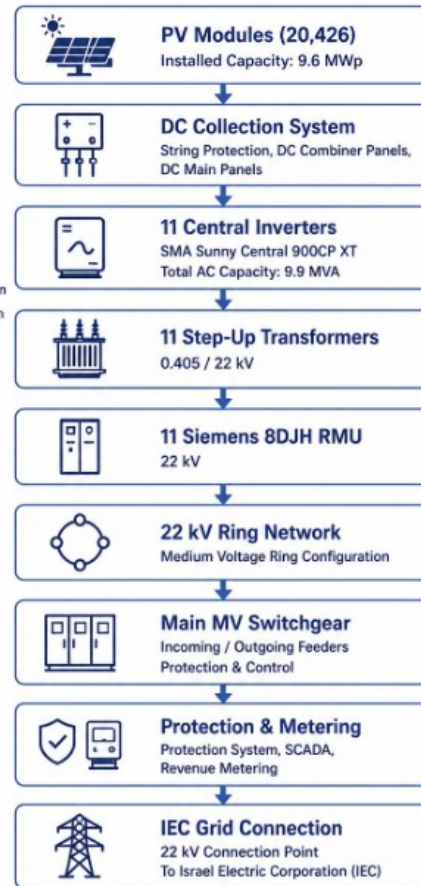 PV Modules (20,426)
Installed Capacity: 9.6 MWp
DC Collection System
String Protection, DC Combiner Panels,
DC Main Panels
11 Central Inverters
SMA Sunny Central 900CP XT
Total AC Capacity: 9.9 MVA
11 Step-Up Transformers
0.405 / 22 kV
11 Siemens 8DJH RMU
22 kV
22 kV Ring Network
Medium Voltage Ring Configuration
Main MV Switchgear
Incoming / Outgoing Feeders
Protection & Control
Protection & Metering
Protection System, SCADA,
Revenue Metering
IEC Grid Connection
22 kV Connection Point
To Israel Electric Corporation (IEC)